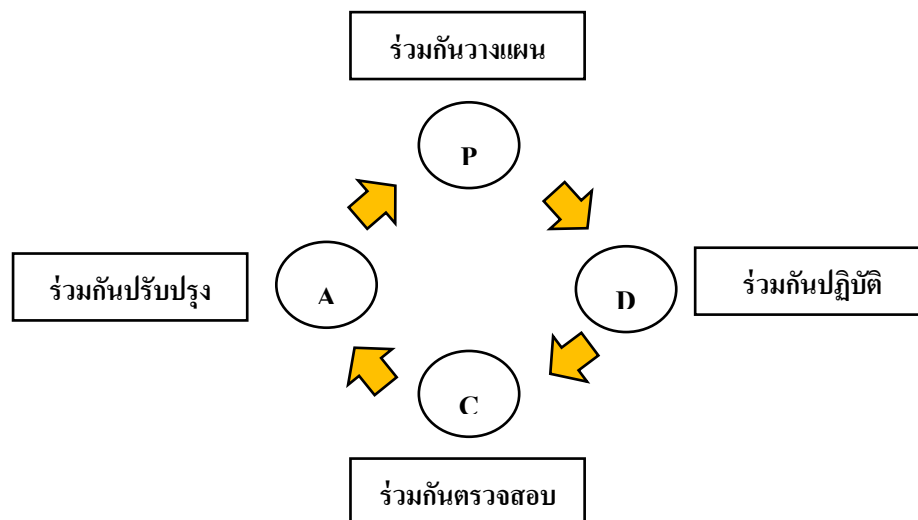 ร่วมกันวางแผน
P
ร่วมกันปรับปรุง
A
D
ร่วมกันปฏิบัติ
C
ร่วมกันตรวจสอบ